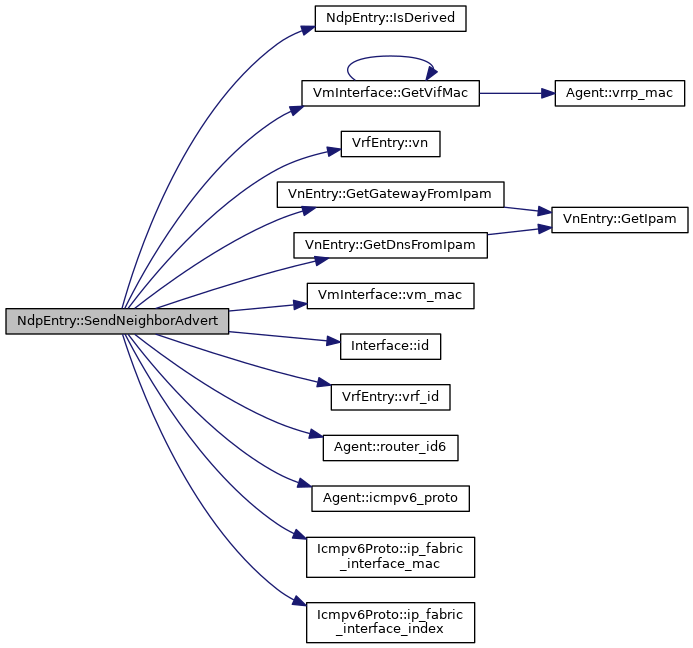 NdpEntry::IsDerived
VmInterface::GetVifMac
Agent::vrrp_mac
VrfEntry::vn
VnEntry::GetGatewayFromIpam
VnEntry::GetIpam
VnEntry::GetDnsFromIpam
VmInterface::vm_mac
NdpEntry::SendNeighborAdvert
Interface::id
VrfEntry::vrf_id
Agent::router_id6
Agent::icmpv6_proto
Icmpv6Proto::ip_fabric
_interface_mac
Icmpv6Proto::ip_fabric
_interface_index